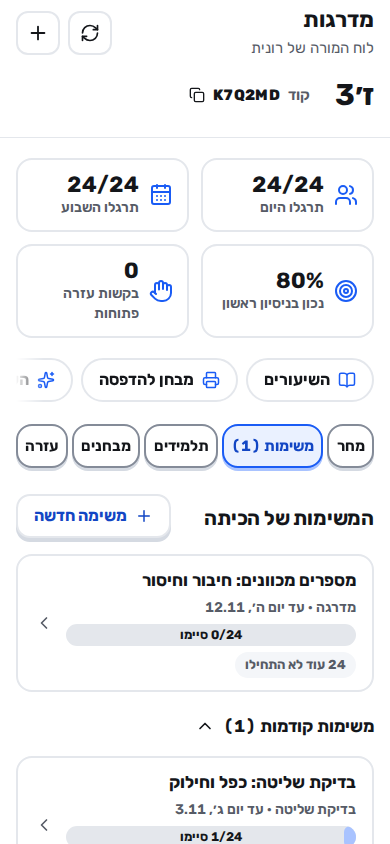 מדרגות
לוח המורה של רונית
ז׳3
קוד K7Q2MD
24/24
תרגלו היום
24/24
תרגלו השבוע
80%
נכון בניסיון ראשון
0
בקשות עזרה
פתוחות
השיעורים
מבחן להדפסה
מחר
משימות (1)
תלמידים
מבחנים
עזרה
המשימות של הכיתה
משימה חדשה
מספרים מכוונים: חיבור וחיסור
מדרגה • עד יום ה׳, 12.11
0/24 סיימו
24 עוד לא התחילו
משימות קודמות (1)
בדיקת שליטה: כפל וחילוק
בדיקת שליטה • עד יום ג׳, 3.11
1/24 סיימו